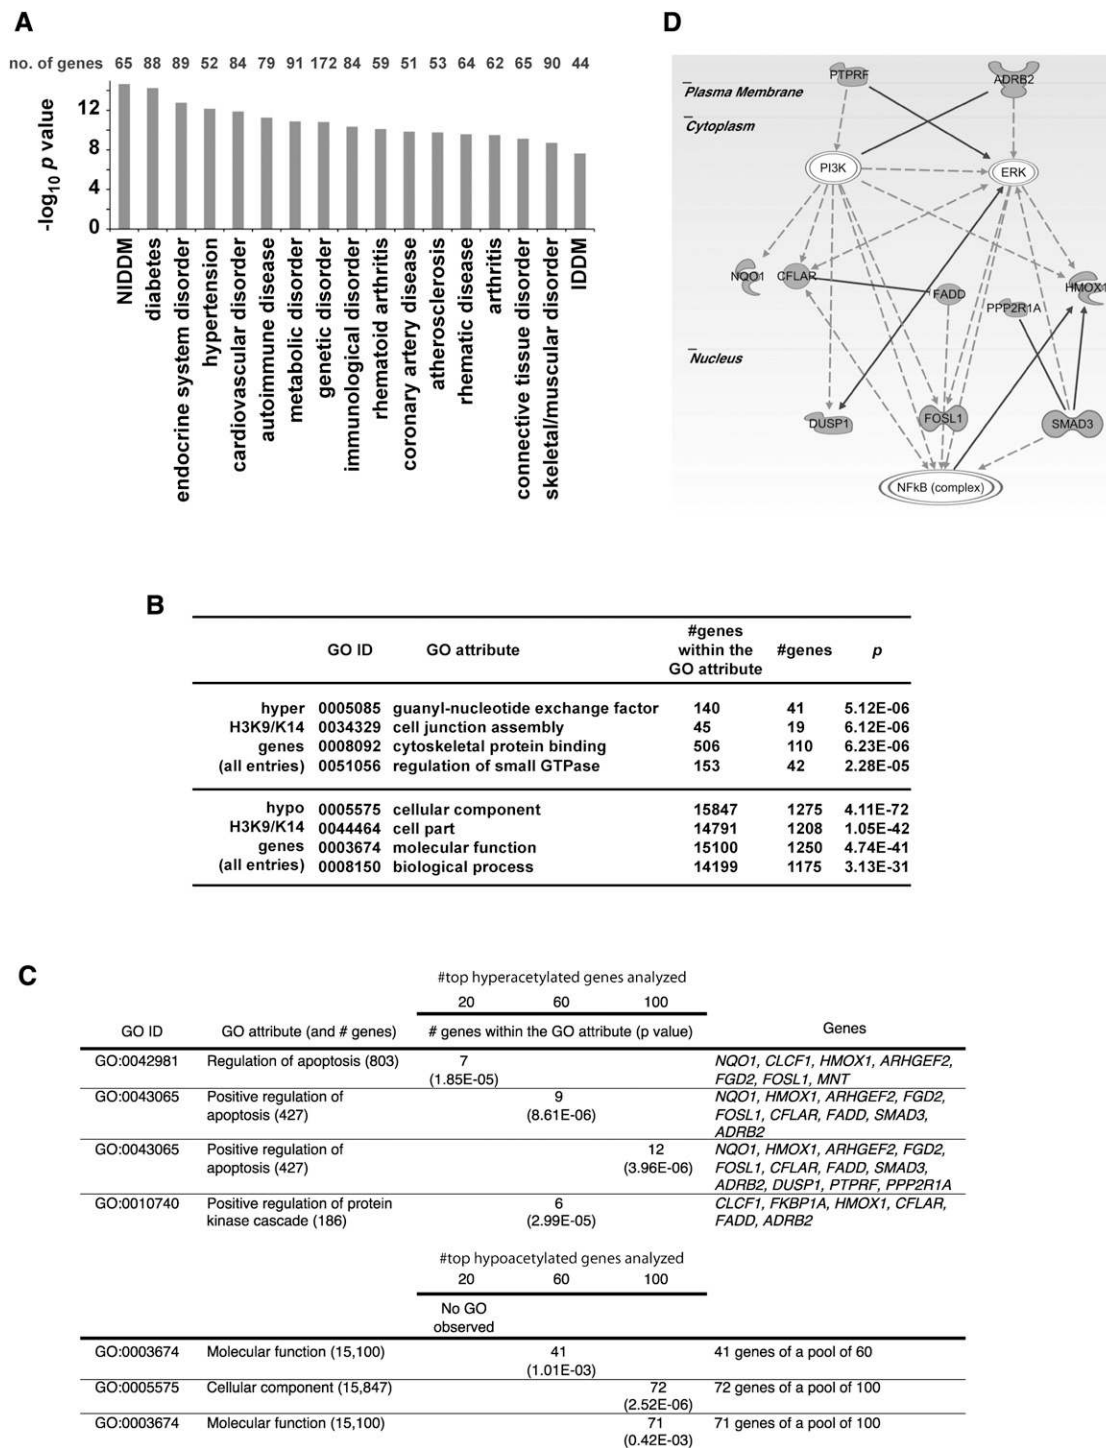 A
no. of genes 65 88 89 52 84 79 91 172 84 59 51 53 64 62 65 90 44
-log10 p value
12
8
4
0
NIDDM
diabetes
endocrine system disorder
hypertension
cardiovascular disorder
autoimmune disease
metabolic disorder
genetic disorder
immunological disorder
rhematoid arthritis
coronary artery disease
atherosclerosis
rhematic disease
arthritis
connective tissue disorder
skeletal/muscular disorder
IDDM
D
PTPRF
ADRB2
Plasma Membrane
Cytoplasm
PI3K
ERK
NQO1
CFLAR
FADD
HMOX1
PPP2R1A
Nucleus
DUSP1
FOSL1
SMAD3
NFkB (complex)
B
#genes
within the
GO ID GO attribute GO attribute #genes p
hyper 0005085 guanyl-nucleotide exchange factor 140 41 5.12E-06
H3K9/K14 0034329 cell junction assembly 45 19 6.12E-06
genes 0008092 cytoskeletal protein binding 506 110 6.23E-06
(all entries) 0051056 regulation of small GTPase 153 42 2.28E-05
hypo 0005575 cellular component 15847 1275 4.11E-72
H3K9/K14 0044464 cell part 14791 1208 1.05E-42
genes 0003674 molecular function 15100 1250 4.74E-41
(all entries) 0008150 biological process 14199 1175 3.13E-31
C
#top hyperacetylated genes analyzed
20 60 100
GO ID GO attribute (and # genes) # genes within the GO attribute (p value) Genes
GO:0042981 Regulation of apoptosis (803) 7 NQO1, CLCF1, HMOX1, ARHGEF2,
(1.85E-05) FGD2, FOSL1, MNT
GO:0043065 Positive regulation of 9 NQO1, HMOX1, ARHGEF2, FGD2,
apoptosis (427) (8.61E-06) FOSL1, CFLAR, FADD, SMAD3,
ADRB2
GO:0043065 Positive regulation of 12 NQO1, HMOX1, ARHGEF2, FGD2,
apoptosis (427) (3.96E-06) FOSL1, CFLAR, FADD, SMAD3,
ADRB2, DUSP1, PTPRF, PPP2R1A
GO:0010740 Positive regulation of protein 6 CLCF1, FKBP1A, HMOX1, CFLAR,
kinase cascade (186) (2.99E-05) FADD, ADRB2
#top hypoacetylated genes analyzed
20 60 100
No GO
observed
GO:0003674 Molecular function (15,100) 41 41 genes of a pool of 60
(1.01E-03)
GO:0005575 Cellular component (15,847) 72 72 genes of a pool of 100
(2.52E-06)
GO:0003674 Molecular function (15,100) 71 71 genes of a pool of 100
(0.42E-03)